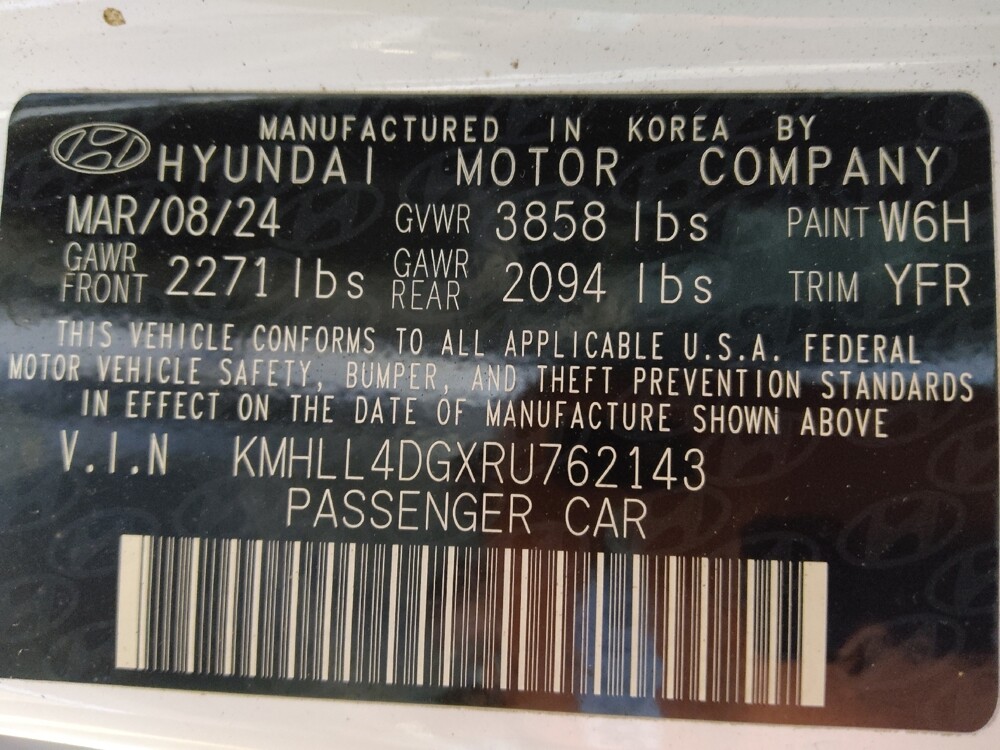 MANUFACTURED IN KOREA BY
HYUNDAI MOTOR COMPANY
MAR/08/24 GVWR 3858 lbs PAINT W6H
GAWR FRONT 2271 lbs GAWR REAR 2094 lbs TRIM YFR
THIS VEHICLE CONFORMS TO ALL APPLICABLE U.S.A. FEDERAL
MOTOR VEHICLE SAFETY, BUMPER, AND THEFT PREVENTION STANDARDS
IN EFFECT ON THE DATE OF MANUFACTURE SHOWN ABOVE
V.I.N KMHLL4DGXRU762143
PASSENGER CAR